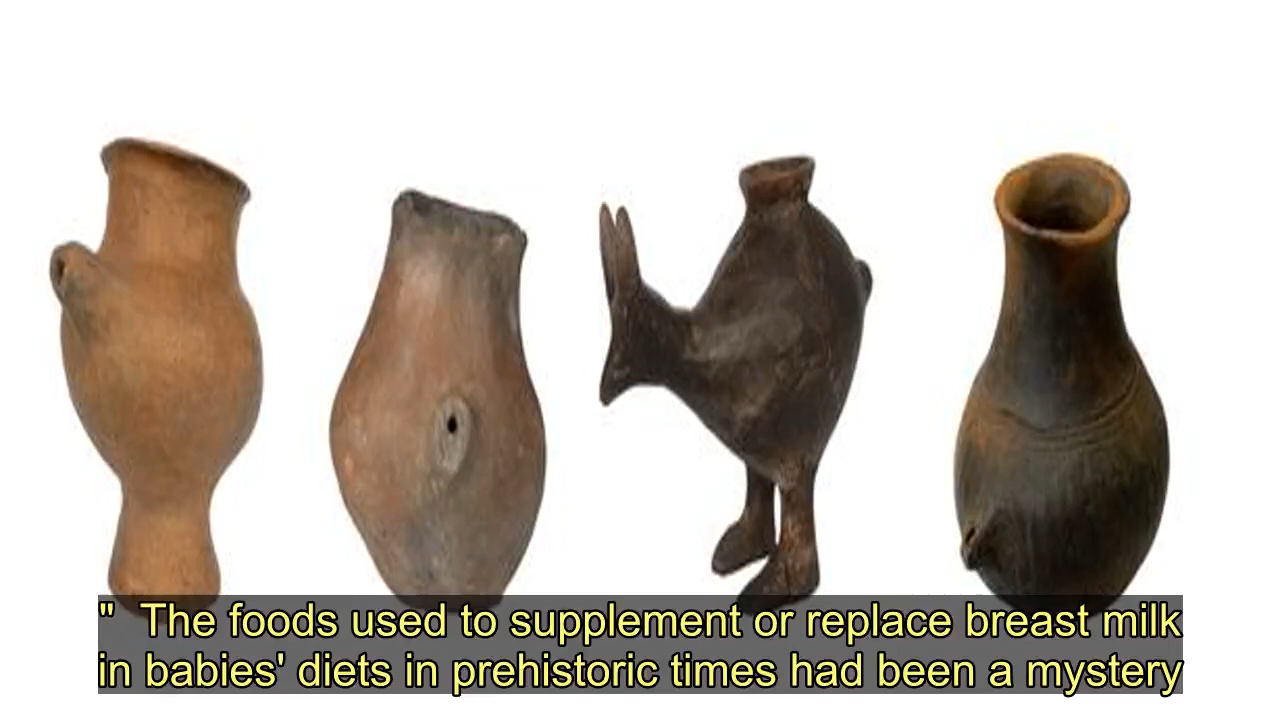 "  The foods used to supplement or replace breast milk
in babies' diets in prehistoric times had been a mystery